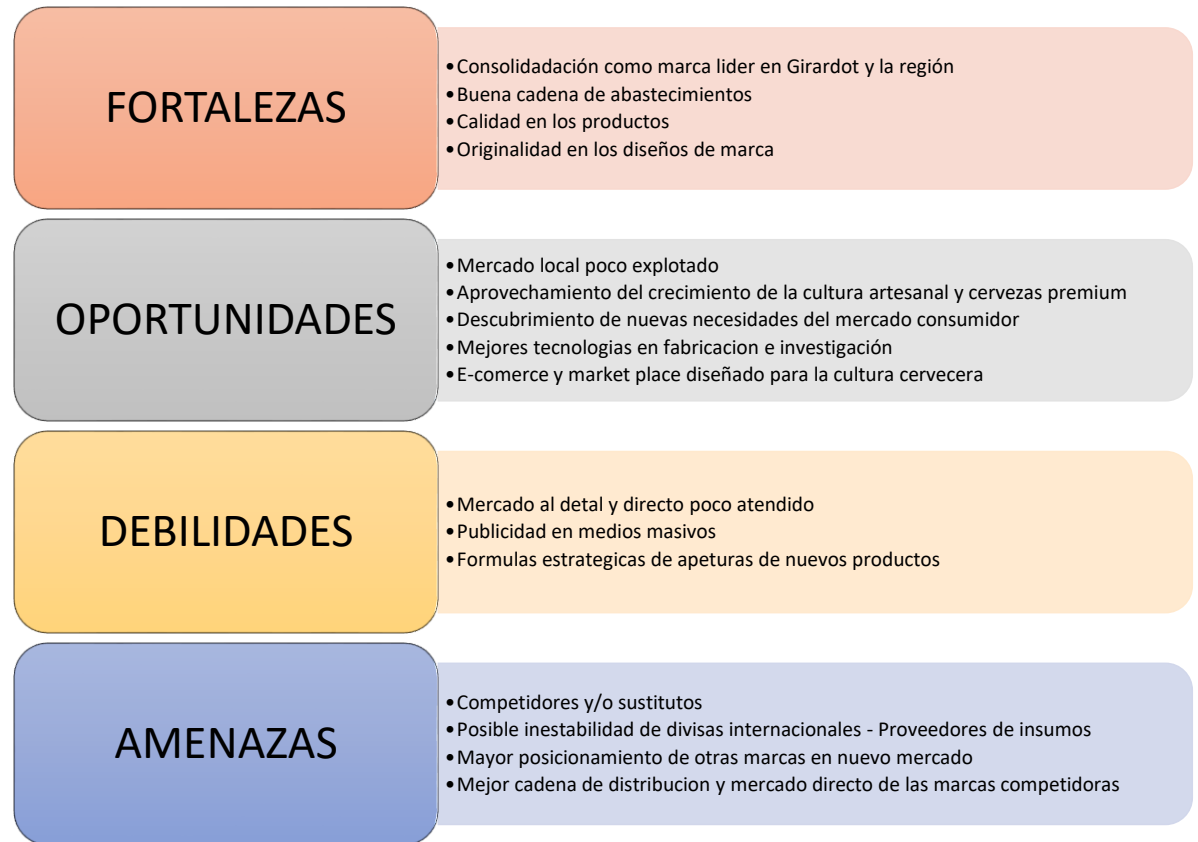 FORTALEZAS
•Consolidadación como marca lider en Girardot y la región
•Buena cadena de abastecimientos
•Calidad en los productos
•Originalidad en los diseños de marca
OPORTUNIDADES
•Mercado local poco explotado
•Aprovechamiento del crecimiento de la cultura artesanal y cervezas premium
•Descubrimiento de nuevas necesidades del mercado consumidor
•Mejores tecnologias en fabricacion e investigación
•E-comerce y market place diseñado para la cultura cervecera
DEBILIDADES
•Mercado al detal y directo poco atendido
•Publicidad en medios masivos
•Formulas estrategicas de apeturas de nuevos productos
AMENAZAS
•Competidores y/o sustitutos
•Posible inestabilidad de divisas internacionales - Proveedores de insumos
•Mayor posicionamiento de otras marcas en nuevo mercado
•Mejor cadena de distribucion y mercado directo de las marcas competidoras